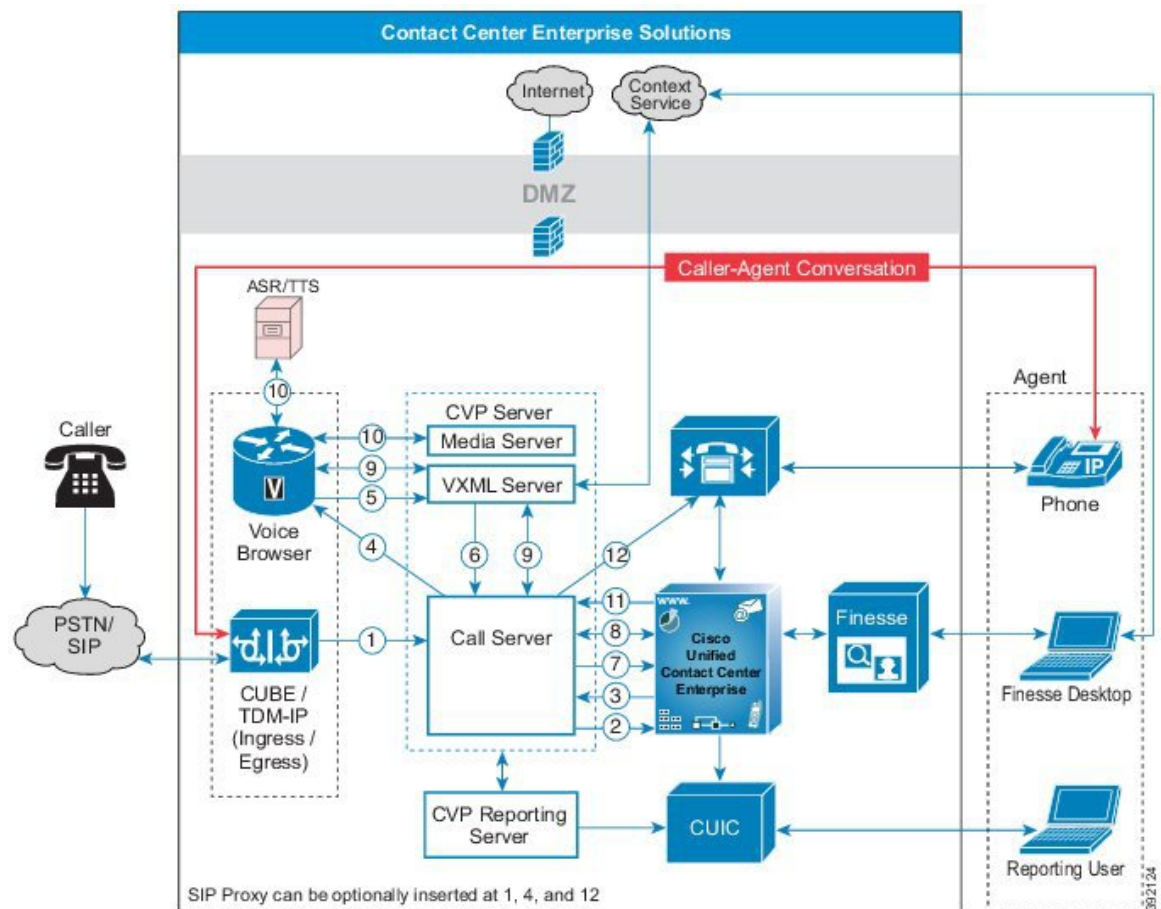 Contact Center Enterprise Solutions
Internet
Context
Service
DMZ
Caller-Agent Conversation
ASR/TTS
10
Agent
Caller
CVP Server
10
Media Server
9
VXML Server
5
IP
Phone
V
Voice
Browser
4
6
9
12
PSTN/
SIP
1
Call Server
11
8
7
3
2
www.
Cisco
Unified
Contact Center
Enterprise
Finesse
Finesse Desktop
CUBE /
TDM-IP
(Ingress /
Egress)
CVP Reporting
Server
CUIC
Reporting User
SIP Proxy can be optionally inserted at 1, 4, and 12
392124